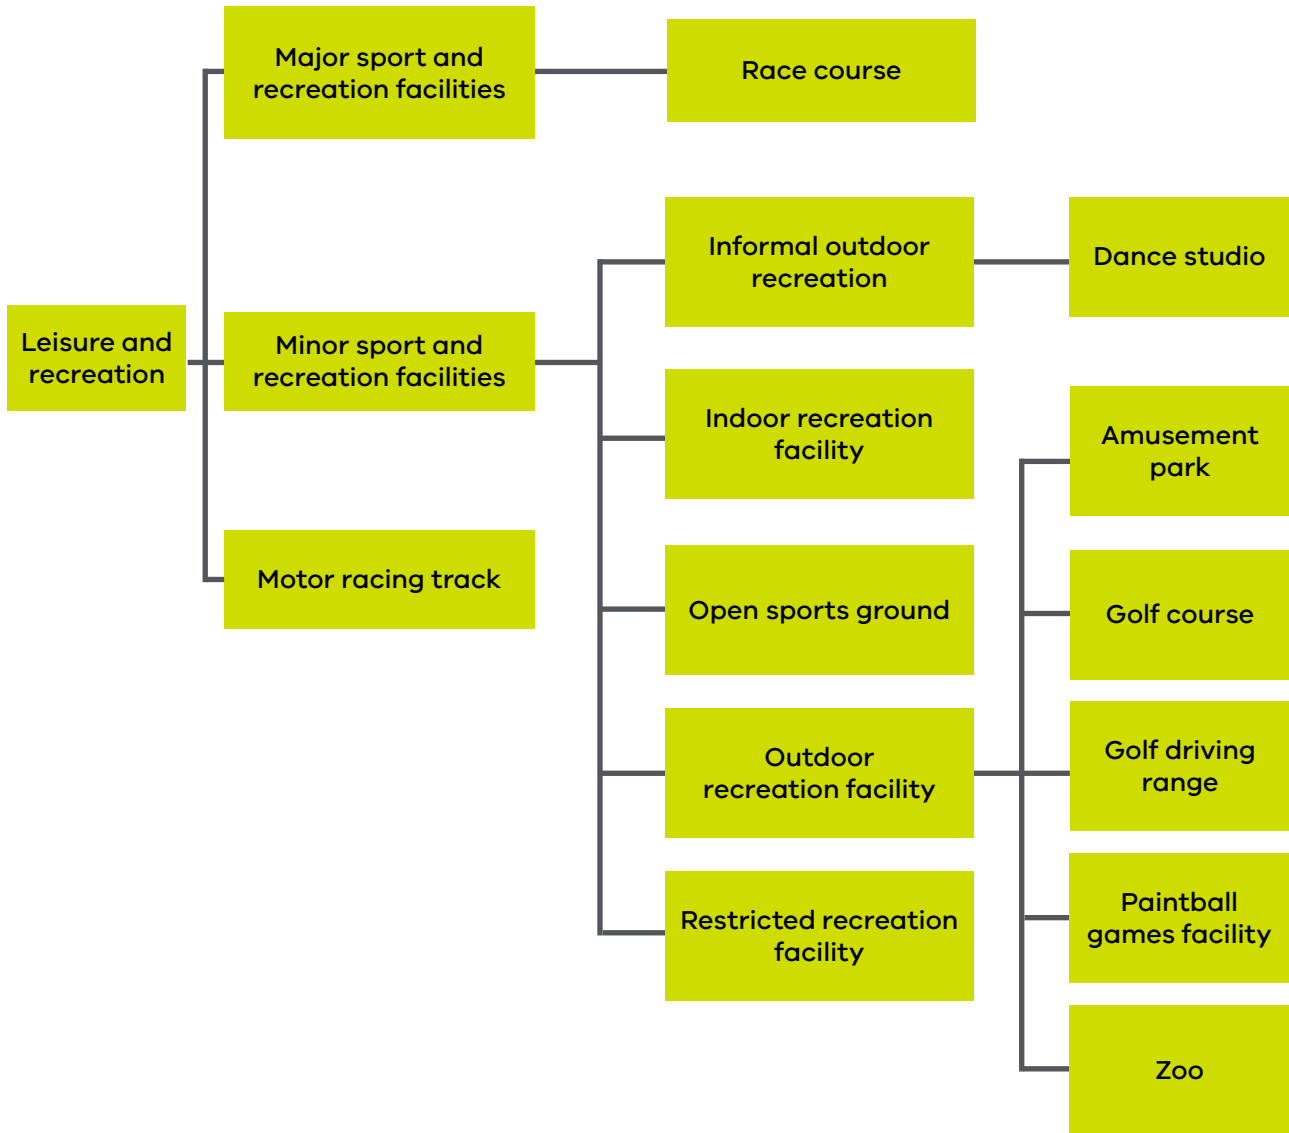 Leisure and
recreation
Major sport and
recreation facilities
Race course
Minor sport and
recreation facilities
Informal outdoor
recreation
Dance studio
Indoor recreation
facility
Open sports ground
Outdoor
recreation facility
Amusement
park
Golf course
Golf driving
range
Paintball
games facility
Zoo
Restricted recreation
facility
Motor racing track